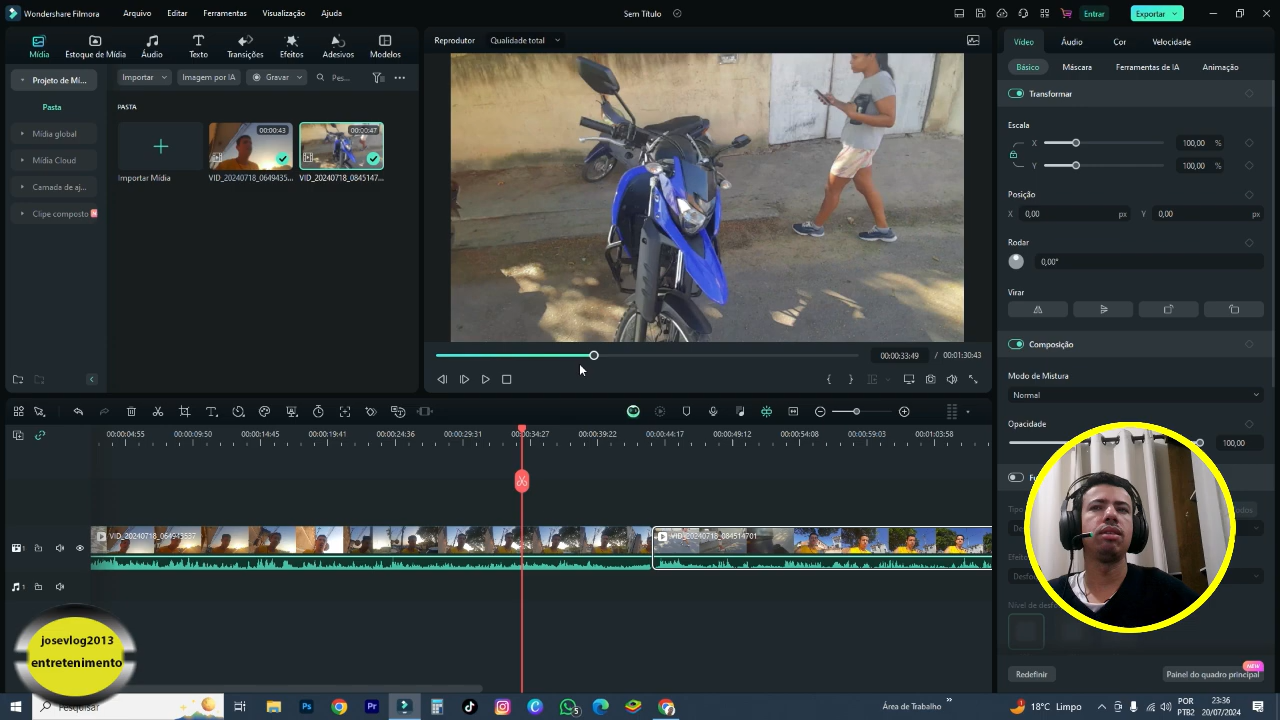 Wondershare Filmora
Arquivo
Editar
Ferramentas
Visualização
Ajuda
Sem Título
Entrar
Exportar
Mídia
Estoque de Mídia
Áudio
Texto
Transições
Efeitos
Adesivos
Modelos
Projeto de Mí...
Importar
Imagem por IA
Gravar
Pes...
Pasta
PASTA
Mídia global
Mídia Cloud
Camada de aj...
Clipe composto
00:00:43
00:00:47
Importar Mídia
VID_20240718_0649435...
VID_20240718_0845147...
Reprodutor
Qualidade total
00:00:33:49 / 00:01:30:43
Vídeo
Áudio
Cor
Velocidade
Básico
Máscara
Ferramentas de IA
Animação
Transformar
Escala
X 100,00 %
Y 100,00 %
Posição
X 0,00 px Y 0,00 px
Rodar
0,00°
Virar
Composição
Modo de Mistura
Normal
Opacidade
100,00
Nível de desf
Redefinir
Painel do quadro principal
NEW
00:00:04:55
00:00:09:50
00:00:14:45
00:00:19:41
00:00:24:36
00:00:29:31
00:00:34:27
00:00:39:22
00:00:44:17
00:00:49:12
00:00:54:08
00:00:59:03
00:01:03:58
VID_20240718_084514701
josevlog2013
entretenimento
Pesquisar
Área de Trabalho
18°C Limpo
POR
PTB2
23:36
20/07/2024